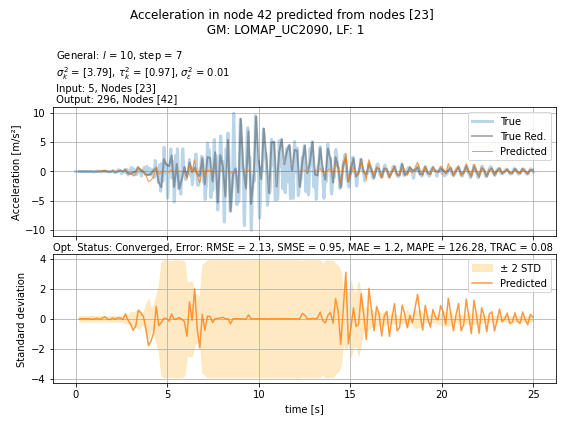 Acceleration in node 42 predicted from nodes [23]
GM: LOMAP_UC2090, LF: 1
General: l = 10, step = 7
σ²ₖ = [3.79], τ²ₖ = [0.97], σ²ε = 0.01
Input: 5, Nodes [23]
Output: 296, Nodes [42]
10
5
0
−5
−10
Acceleration [m/s²]
True
True Red.
Predicted
Opt. Status: Converged, Error: RMSE = 2.13, SMSE = 0.95, MAE = 1.2, MAPE = 126.28, TRAC = 0.08
4
2
0
−2
−4
Standard deviation
± 2 STD
Predicted
0
5
10
15
20
25
time [s]